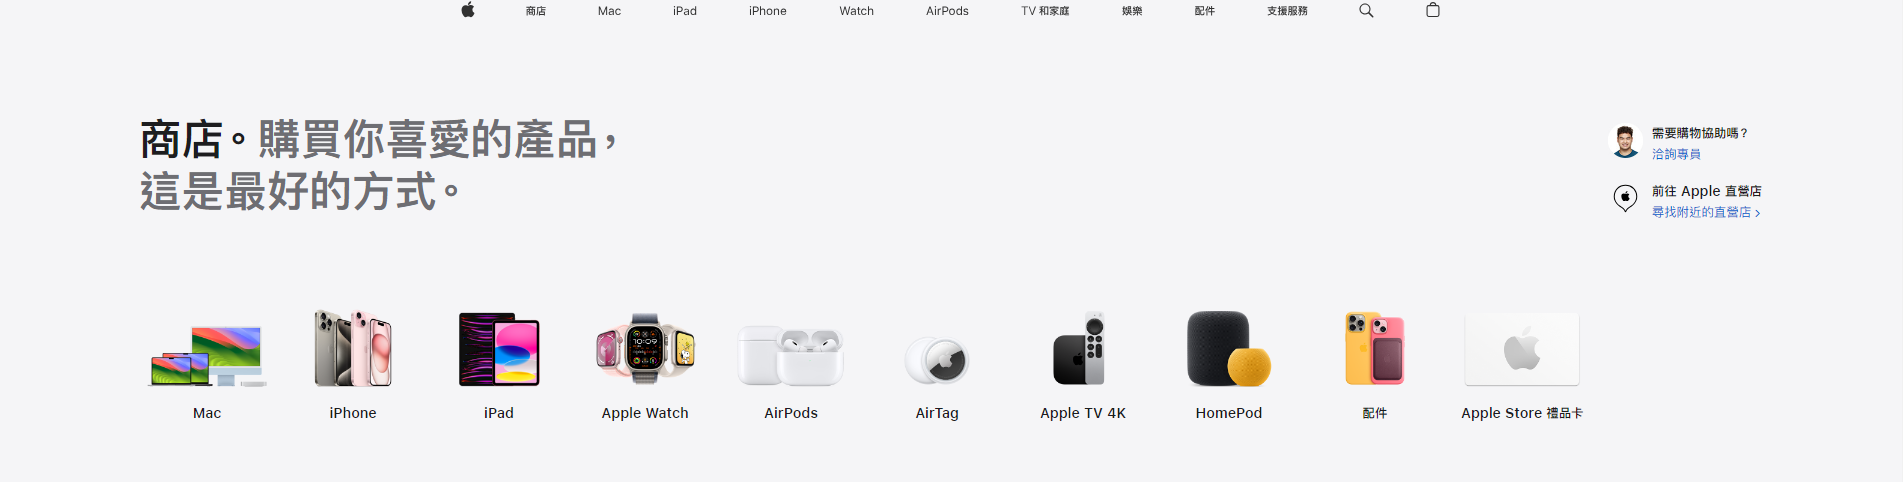 商店 Mac iPad iPhone Watch AirPods TV 和家庭 娛樂 配件 支援服務
商店。購買你喜愛的產品，
這是最好的方式。
需要購物協助嗎？
洽詢專員
前往 Apple 直營店
尋找附近的直營店 >
Mac iPhone iPad Apple Watch AirPods AirTag Apple TV 4K HomePod 配件 Apple Store 禮品卡